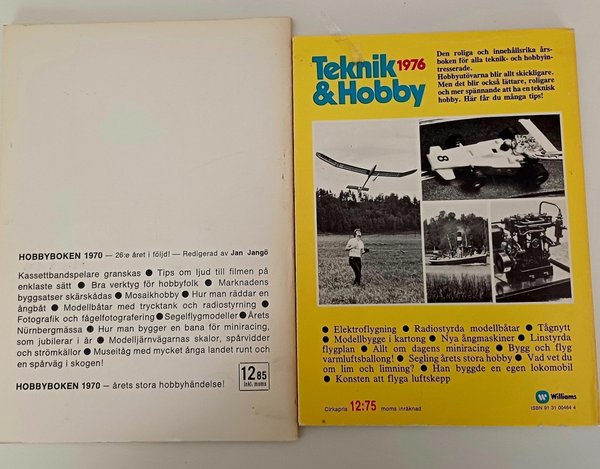 HOBBYBOKEN 1970 — 26:e året i följd! — Redigerad av Jan Jangö
Kassettbandspelare granskas ● Tips om ljud till filmen på
enklaste sätt ● Bra verktyg för hobbyfolk ● Marknadens
byggsatser skärskådas ● Mosaikhobby ● Hur man räddar en
ångbåt ● Modellbåtar med trycktank och radiostyrning ●
Fotografik och fågelfotografering ● Segelflygmodeller ● Årets
Nürnbergmässa ● Hur man bygger en bana för miniracing,
som jubilerar i år ● Modelljärnvägarnas skalor, spårvidder
och strömkällor ● Museitåg med mycket ånga landet runt och
en spårväg i skogen!
HOBBYBOKEN 1970 — årets stora hobbyhändelse!
12 85
inkl. moms
Teknik 1976
& Hobby
Den roliga och innehållsrika års-
boken för alla teknik- och hobbyin-
tresserade.
Hobbyutövarna blir allt skickligare.
Men det blir också lättare, roligare
och mer spännande att ha en teknisk
hobby. Här får du många tips!
8
● Elektroflygning ● Radiostyrda modellbåtar ● Tågnytt
● Modellbygge i kartong ● Nya ångmaskiner ● Linstyrda
flygplan ● Allt om dagens miniracing ● Bygg och flyg
varmluftsballong! ● Segling årets stora hobby ● Vad vet du
om lim och limning? ● Han byggde en egen lokomobil
● Konsten att flyga luftskepp
Cirkapris 12:75 moms inräknad
Williams
ISBN 91 31 00464 4